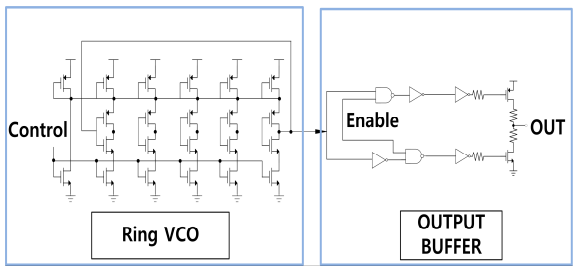 Control
Enable
OUT
Ring VCO
OUTPUT
BUFFER